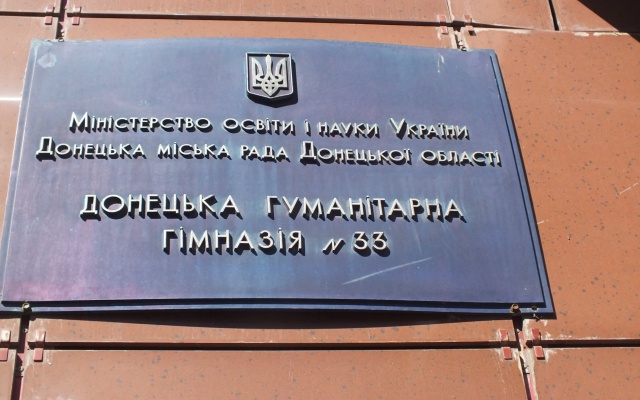 Міністерство освіти і науки України
Донецька міська рада Донецької області
ДОНЕЦЬКА ГУМАНІТАРНА
ГІМНАЗІЯ № 33